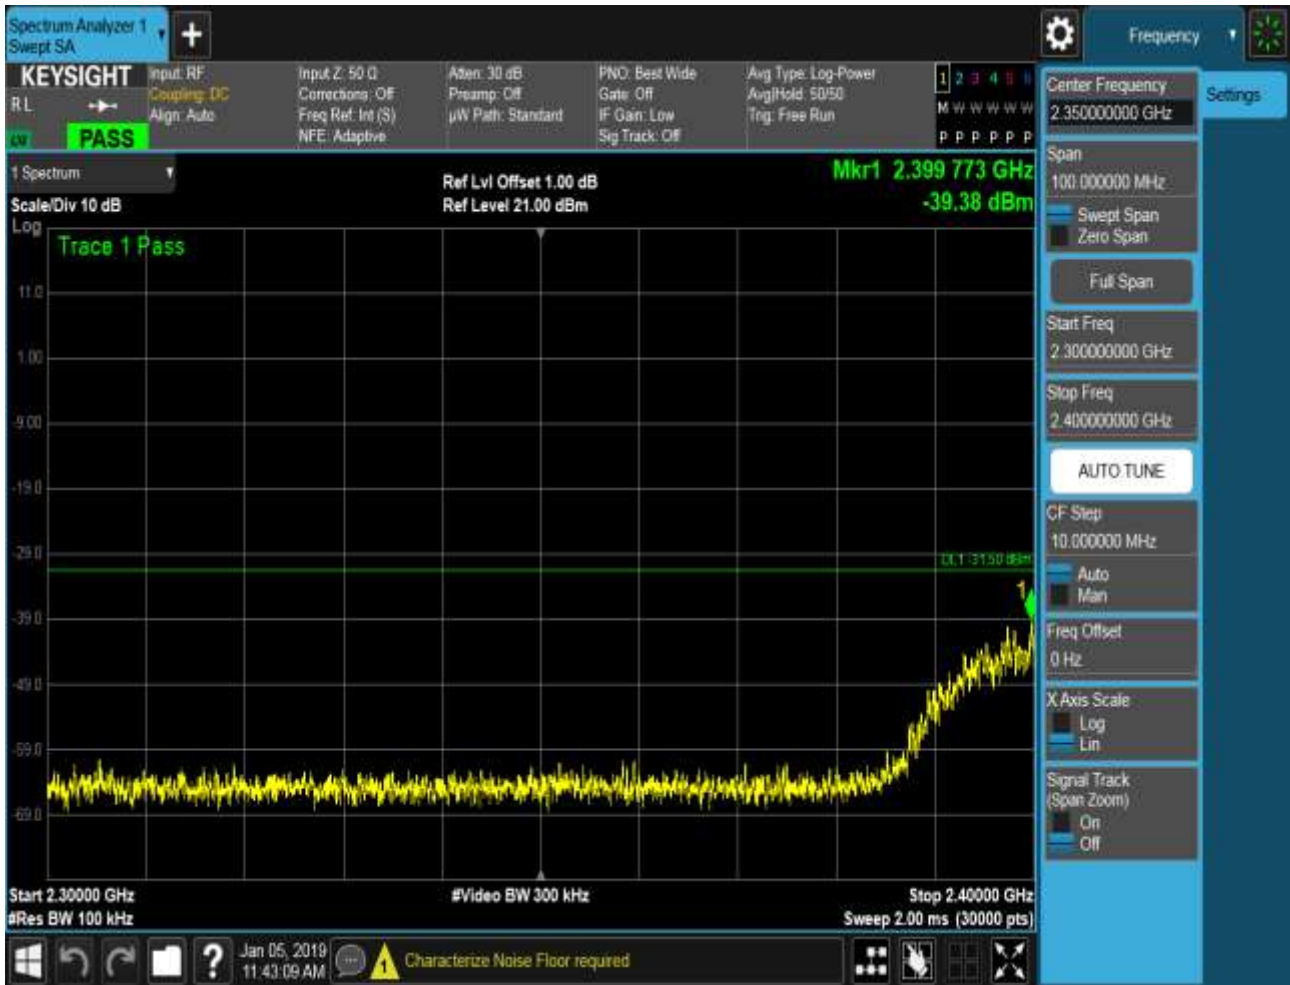 Spectrum Analyzer 1
Swept SA
+
Frequency
KEYSIGHT
RL
PASS
Input: RF
Coupling: DC
Align: Auto
Input Z: 50 Ω
Corrections: Off
Freq Ref: Int (S)
NFE: Adaptive
Atten: 30 dB
Preamp: Off
µW Path: Standard
PNO: Best Wide
Gate: Off
IF Gain: Low
Sig Track: Off
Avg Type: Log-Power
Avg|Hold: 50/50
Trig: Free Run
1 2 3 4 5 6
M W W W W W
P P P P P P
1 Spectrum
Scale/Div 10 dB
Log
Ref Lvl Offset 1.00 dB
Ref Level 21.00 dBm
Mkr1 2.399 773 GHz
-39.38 dBm
Trace 1 Pass
11.0
1.00
-9.00
-19.0
-29.0
DL1 -31.50 dBm
1
-39.0
-49.0
-59.0
-69.0
Start 2.30000 GHz
#Res BW 100 kHz
#Video BW 300 kHz
Stop 2.40000 GHz
Sweep 2.00 ms (30000 pts)
?
Jan 05, 2019
11:43:09 AM
1
Characterize Noise Floor required
Center Frequency
2.350000000 GHz
Settings
Span
100.000000 MHz
Swept Span
Zero Span
Full Span
Start Freq
2.300000000 GHz
Stop Freq
2.400000000 GHz
AUTO TUNE
CF Step
10.000000 MHz
Auto
Man
Freq Offset
0 Hz
X Axis Scale
Log
Lin
Signal Track
(Span Zoom)
On
Off